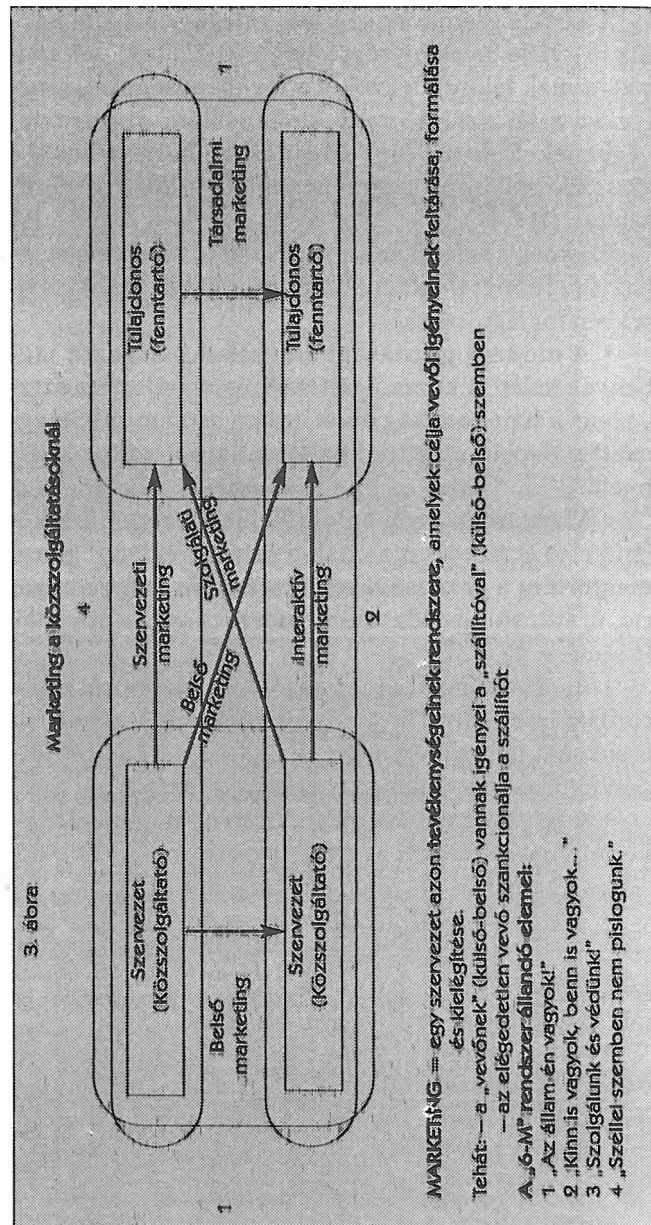 3. ábra
Marketing a közszolgáltatásoknál
1
4
1
Szervezet
(Közszolgáltató)
Szervezeti
marketing
Tulajdonos
(fenntartó)
Belső
marketing
Belső
marketing
Szolgálati
marketing
Társadalmi
marketing
Szervezet
(Közszolgáltató)
Interaktív
marketing
Tulajdonos
(fenntartó)
2
MARKETING = egy szervezet azon tevékenységeinek rendszere, amelyek célja vevői igényeinek feltárása, formálása
és kielégítése.
Tehát: — a „vevőnek” (külső-belső) vannak igényei a „szállítóval” (külső-belső) szemben
— az elégedetlen vevő szankcionálja a szállítót
A „6-M” rendszer állandó elemei:
1 „Az állam én vagyok!”
2 „Kinn is vagyok, benn is vagyok...”
3 „Szolgálunk és védünk!”
4 „Széllel szemben nem pislogunk.”